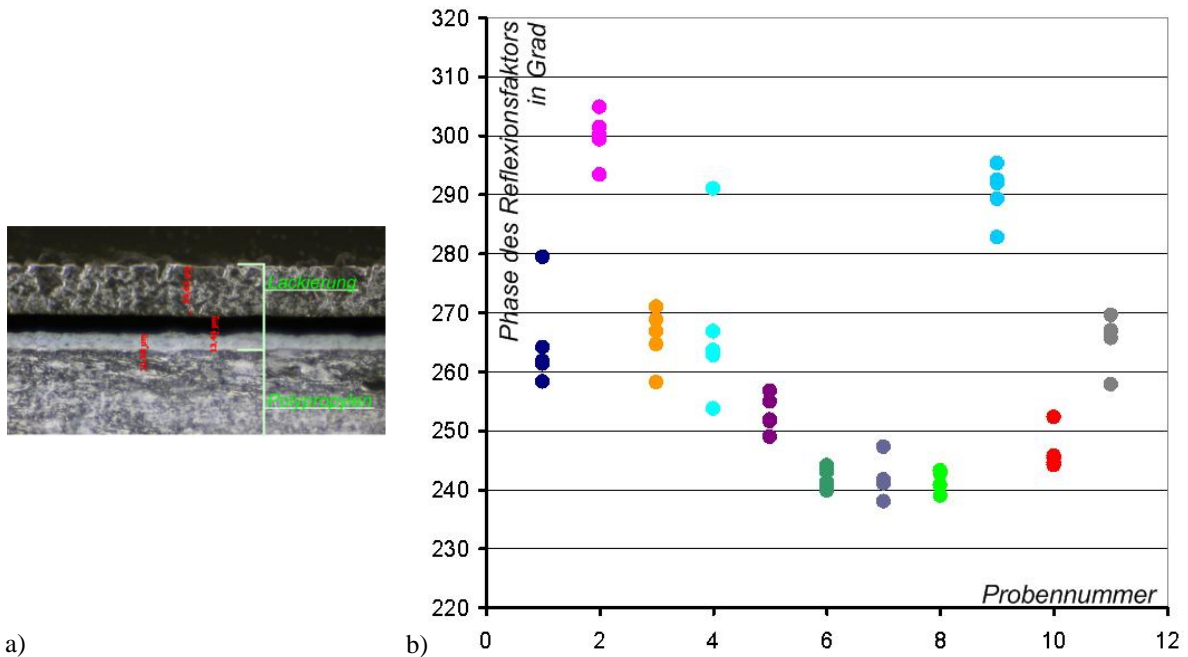 Lackierung
Polypropylen
a)
320
310
300
290
280
270
260
250
240
230
220
Phase des Reflexionsfaktors
in Grad
Probennummer
0 2 4 6 8 10 12
b)